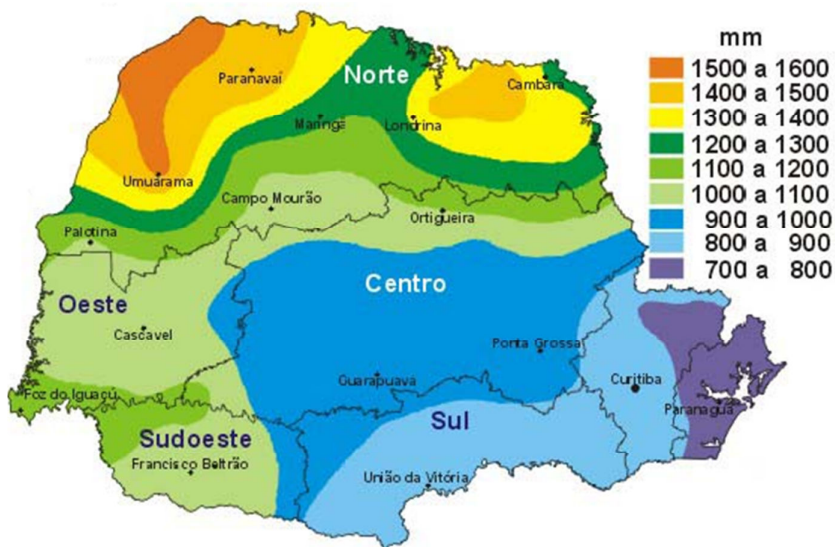 mm
1500 a 1600
1400 a 1500
1300 a 1400
1200 a 1300
1100 a 1200
1000 a 1100
900 a 1000
800 a 900
700 a 800
Paranavaí
Norte
Cambará
Maringá
Londrina
Umuarama
Campo Mourão
Ortigueira
Palotina
Centro
Oeste
Cascavel
Ponta Grossa
Guarapuava
Curitiba
Foz do Iguaçú
Paranaguá
Sudoeste
Sul
Francisco Beltrão
União da Vitória